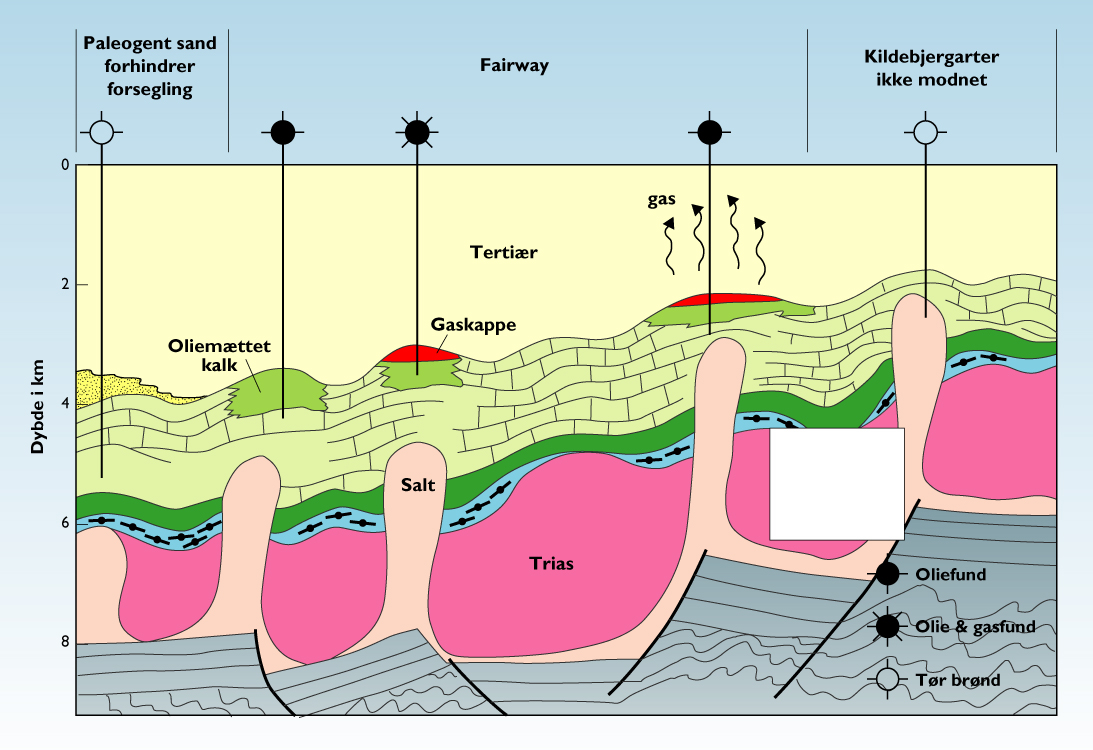 Paleogent sand
forhindrer
forsegling
Fairway
Kildebjergarter
ikke modnet
0
gas
Tertiær
2
Gaskappe
Oliemættet
kalk
4
Dybde i km
Salt
6
Trias
Oliefund
Olie & gasfund
8
Tør brønd